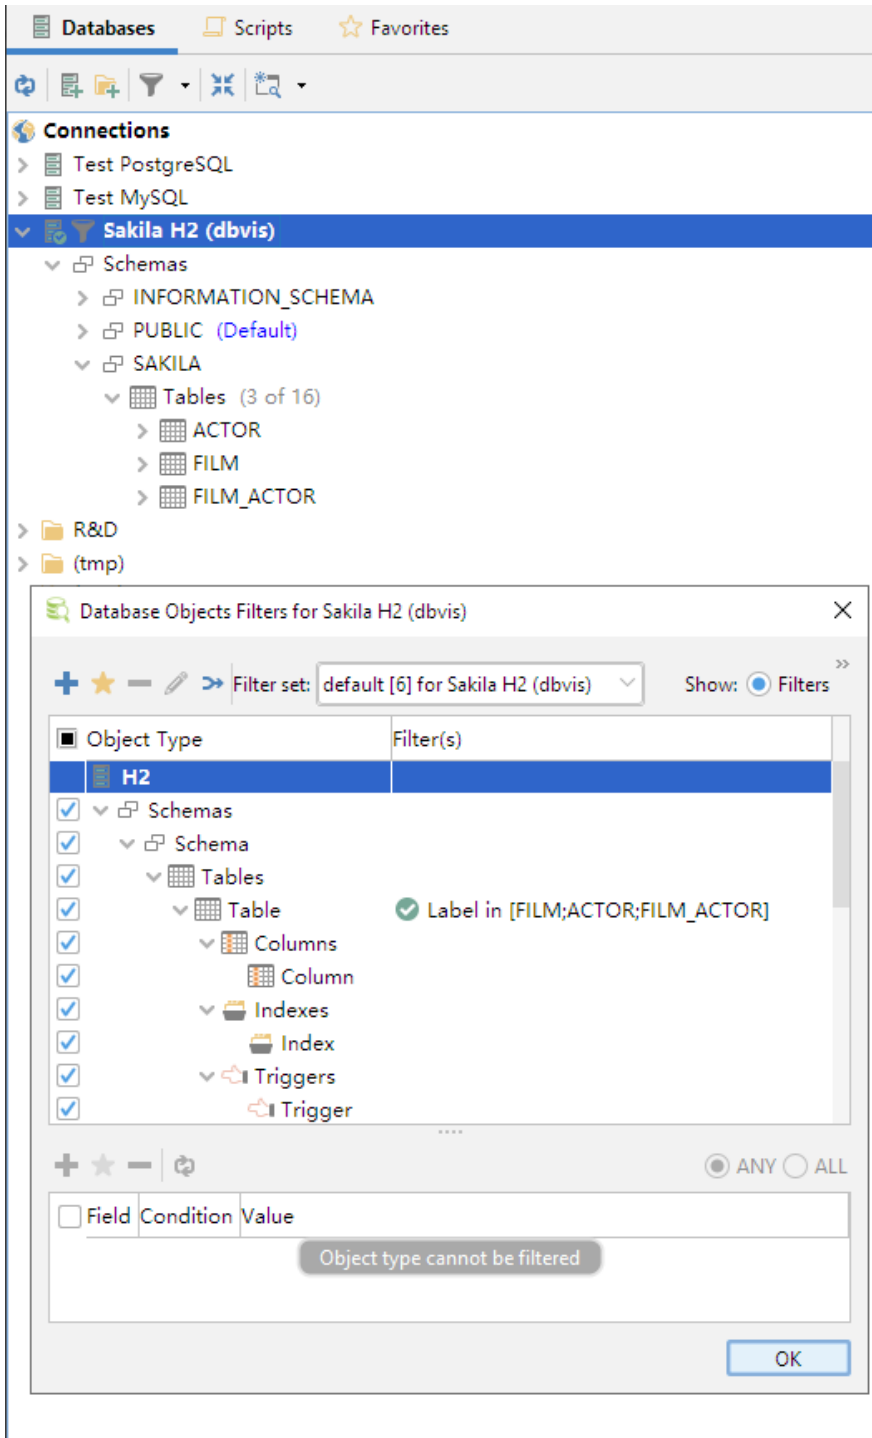 Databases Scripts Favorites
Connections
Test PostgreSQL
Test MySQL
Sakila H2 (dbvis)
Schemas
INFORMATION_SCHEMA
PUBLIC (Default)
SAKILA
Tables (3 of 16)
ACTOR
FILM
FILM_ACTOR
R&D
(tmp)
Database Objects Filters for Sakila H2 (dbvis)
Filter set: default [6] for Sakila H2 (dbvis) Show: Filters
Object Type Filter(s)
H2
Schemas
Schema
Tables
Table Label in [FILM;ACTOR;FILM_ACTOR]
Columns
Column
Indexes
Index
Triggers
Trigger
ANY ALL
Field Condition Value
Object type cannot be filtered
OK